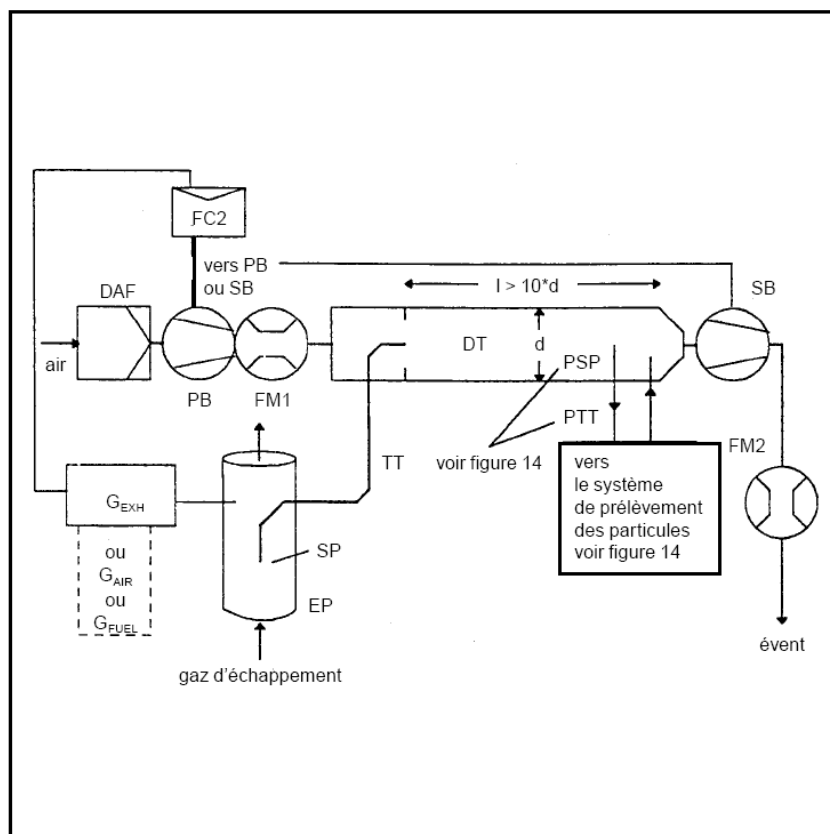 FC2
vers PB
ou SB
l > 10*d
SB
DAF
air
DT
d
PSP
PB
FM1
PTT
FM2
voir figure 14
TT
vers
le système
de prélèvement
des particules
voir figure 14
G_EXH
ou
G_AIR
ou
G_FUEL
SP
EP
gaz d'échappement
évent